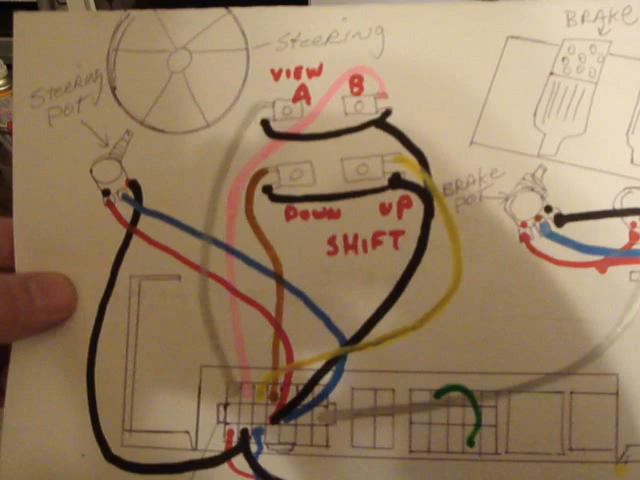 STEERING
BRAKE
STEERING
POT
VIEW
A B
BRAKE
POT
DOWN UP
SHIFT